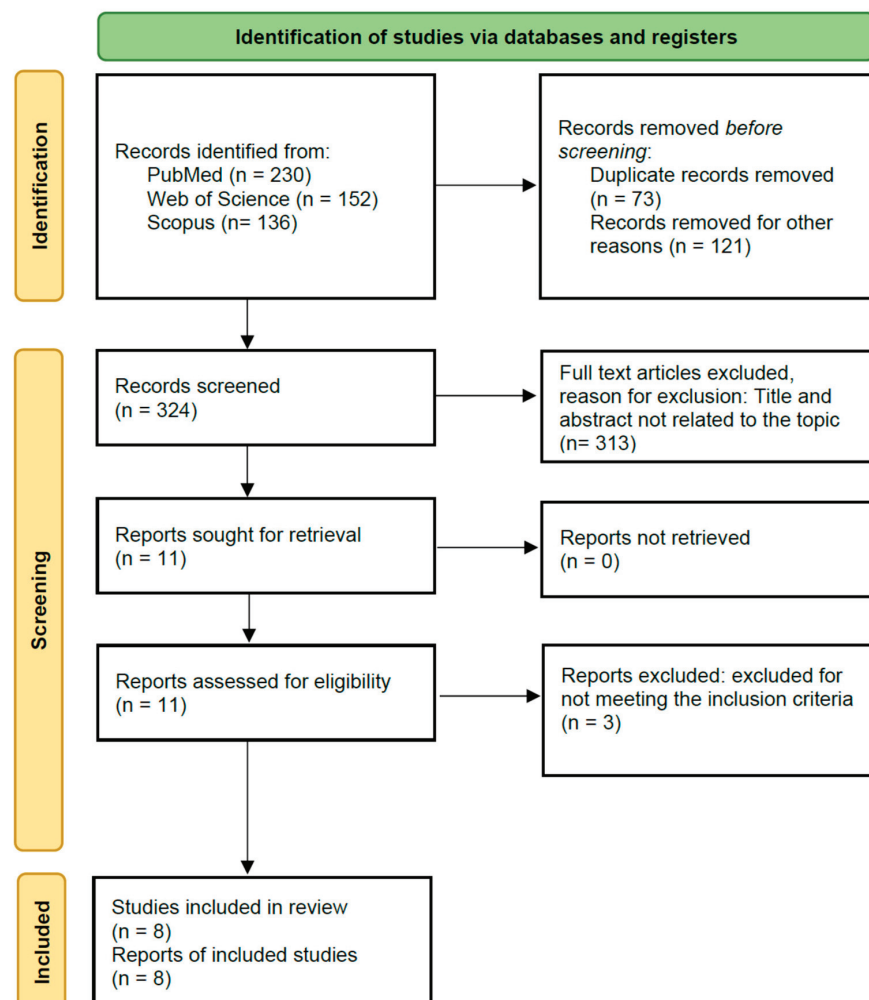 Identification of studies via databases and registers
Identification
Records identified from:
PubMed (n = 230)
Web of Science (n = 152)
Scopus (n= 136)
Records removed before
screening:
Duplicate records removed
(n = 73)
Records removed for other
reasons (n = 121)
Screening
Records screened
(n = 324)
Full text articles excluded,
reason for exclusion: Title and
abstract not related to the topic
(n= 313)
Reports sought for retrieval
(n = 11)
Reports not retrieved
(n = 0)
Reports assessed for eligibility
(n = 11)
Reports excluded: excluded for
not meeting the inclusion criteria
(n = 3)
Included
Studies included in review
(n = 8)
Reports of included studies
(n = 8)